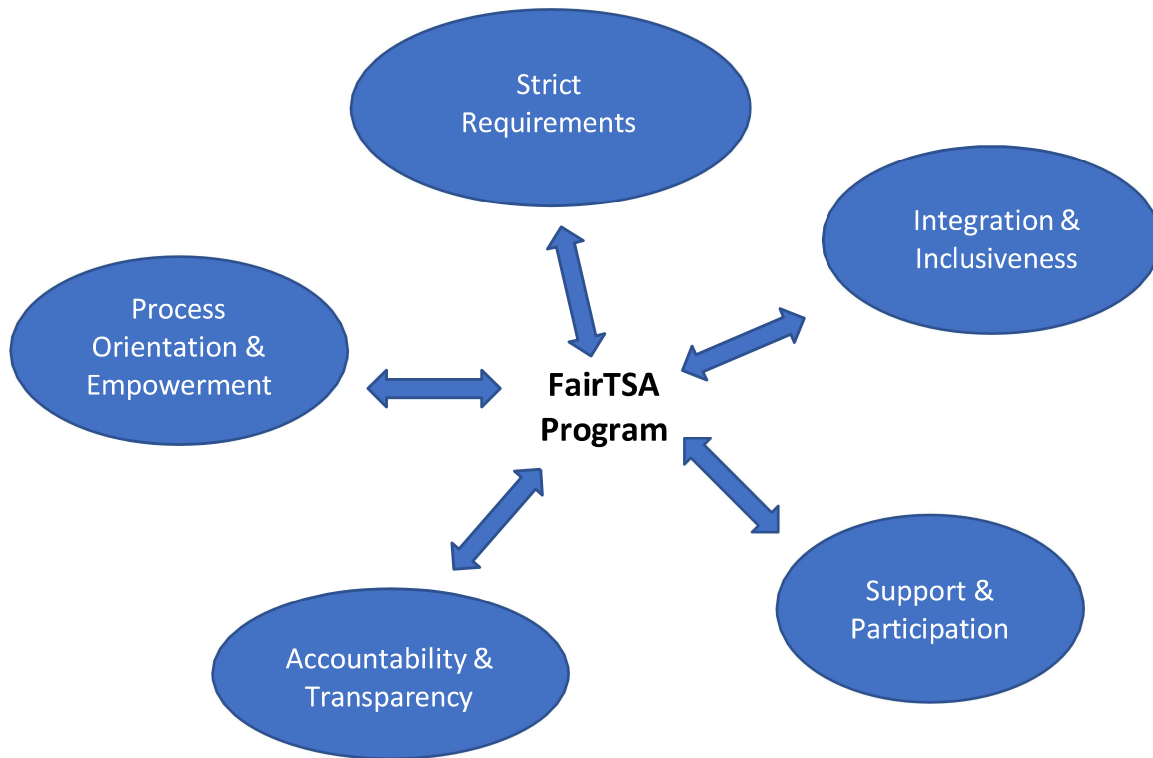 Strict
Requirements
Integration &
Inclusiveness
Process
Orientation &
Empowerment
FairTSA
Program
Support &
Participation
Accountability &
Transparency